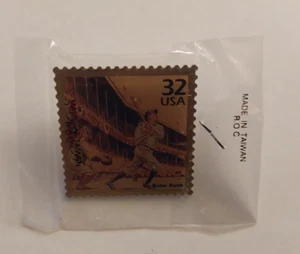 32
USA
Babe Ruth
MADE IN TAIWAN
R.O.C